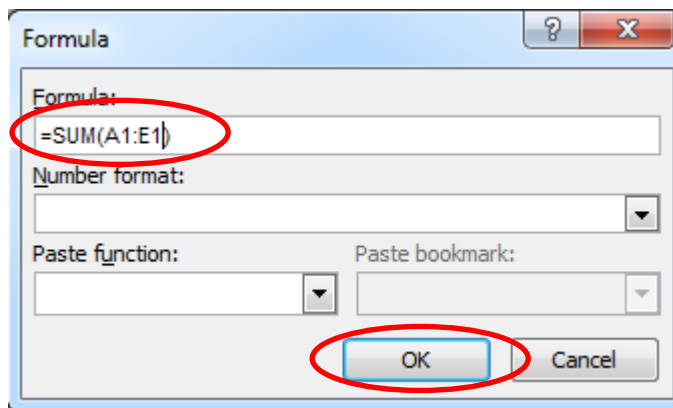 Formula
Formula:
=SUM(A1:E1)
Number format:
Paste function: Paste bookmark:
OK Cancel